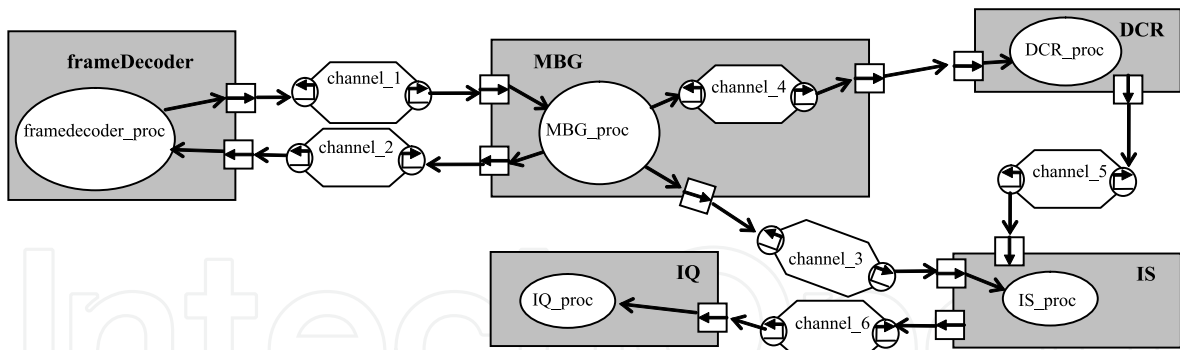 DCR
DCR_proc
frameDecoder
channel_1
MBG
channel_4
framedecoder_proc
MBG_proc
channel_2
channel_5
channel_3
IQ
IS
IQ_proc
IS_proc
channel_6